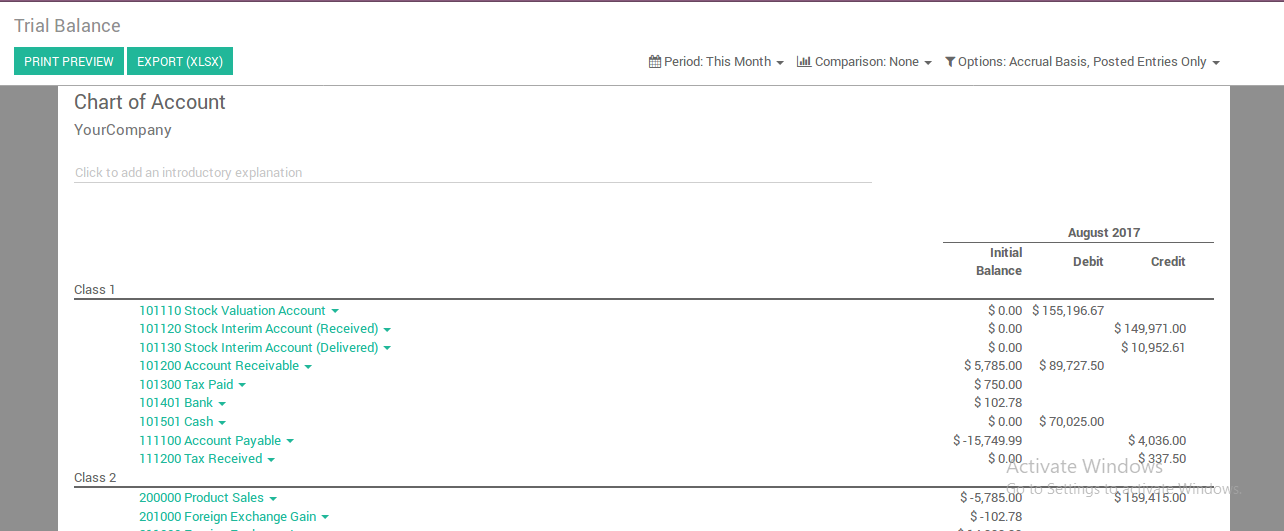 Trial Balance
PRINT PREVIEW EXPORT (XLSX) Period: This Month Comparison: None Options: Accrual Basis, Posted Entries Only
Chart of Account
YourCompany
Click to add an introductory explanation
August 2017
Initial Balance Debit Credit
Class 1
101110 Stock Valuation Account $ 0.00 $ 155,196.67
101120 Stock Interim Account (Received) $ 0.00 $ 149,971.00
101130 Stock Interim Account (Delivered) $ 0.00 $ 10,952.61
101200 Account Receivable $ 5,785.00 $ 89,727.50
101300 Tax Paid $ 750.00
101401 Bank $ 102.78
101501 Cash $ 0.00 $ 70,025.00
111100 Account Payable $ -15,749.99 $ 4,036.00
111200 Tax Received $ 0.00 $ 337.50
Activate Windows
Class 2
Go to Settings to activate Windows.
200000 Product Sales $ -5,785.00 $ 159,415.00
201000 Foreign Exchange Gain $ -102.78